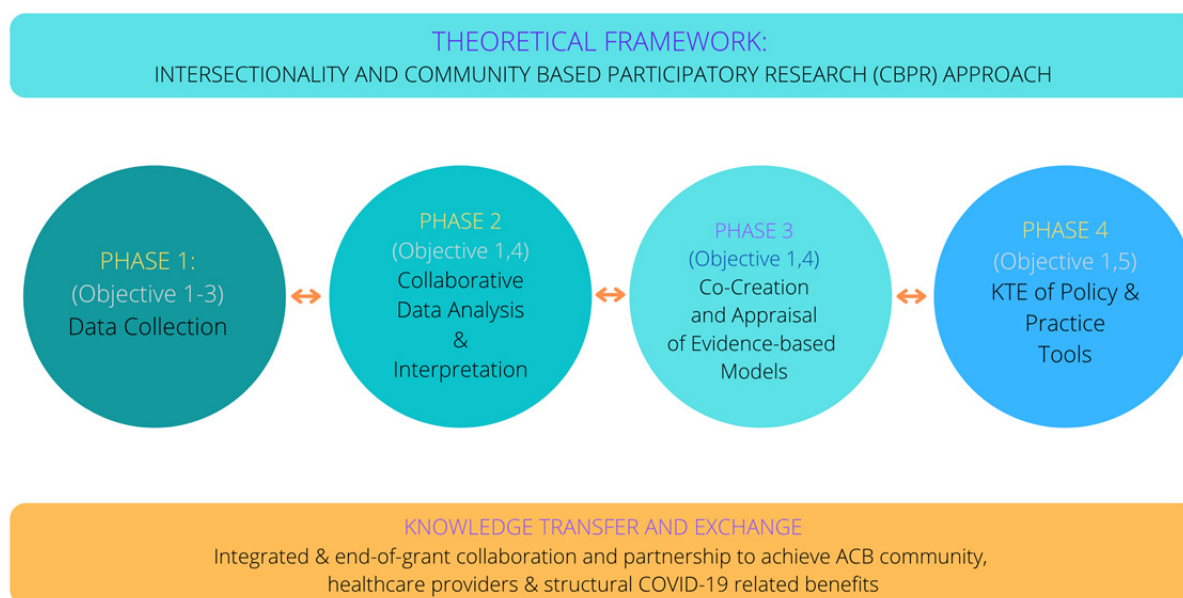 THEORETICAL FRAMEWORK:
INTERSECTIONALITY AND COMMUNITY BASED PARTICIPATORY RESEARCH (CBPR) APPROACH
PHASE 1:
(Objective 1-3)
Data Collection
PHASE 2
(Objective 1,4)
Collaborative
Data Analysis
&
Interpretation
PHASE 3
(Objective 1,4)
Co-Creation
and Appraisal
of Evidence-based
Models
PHASE 4
(Objective 1,5)
KTE of Policy &
Practice
Tools
KNOWLEDGE TRANSFER AND EXCHANGE
Integrated & end-of-grant collaboration and partnership to achieve ACB community,
healthcare providers & structural COVID-19 related benefits